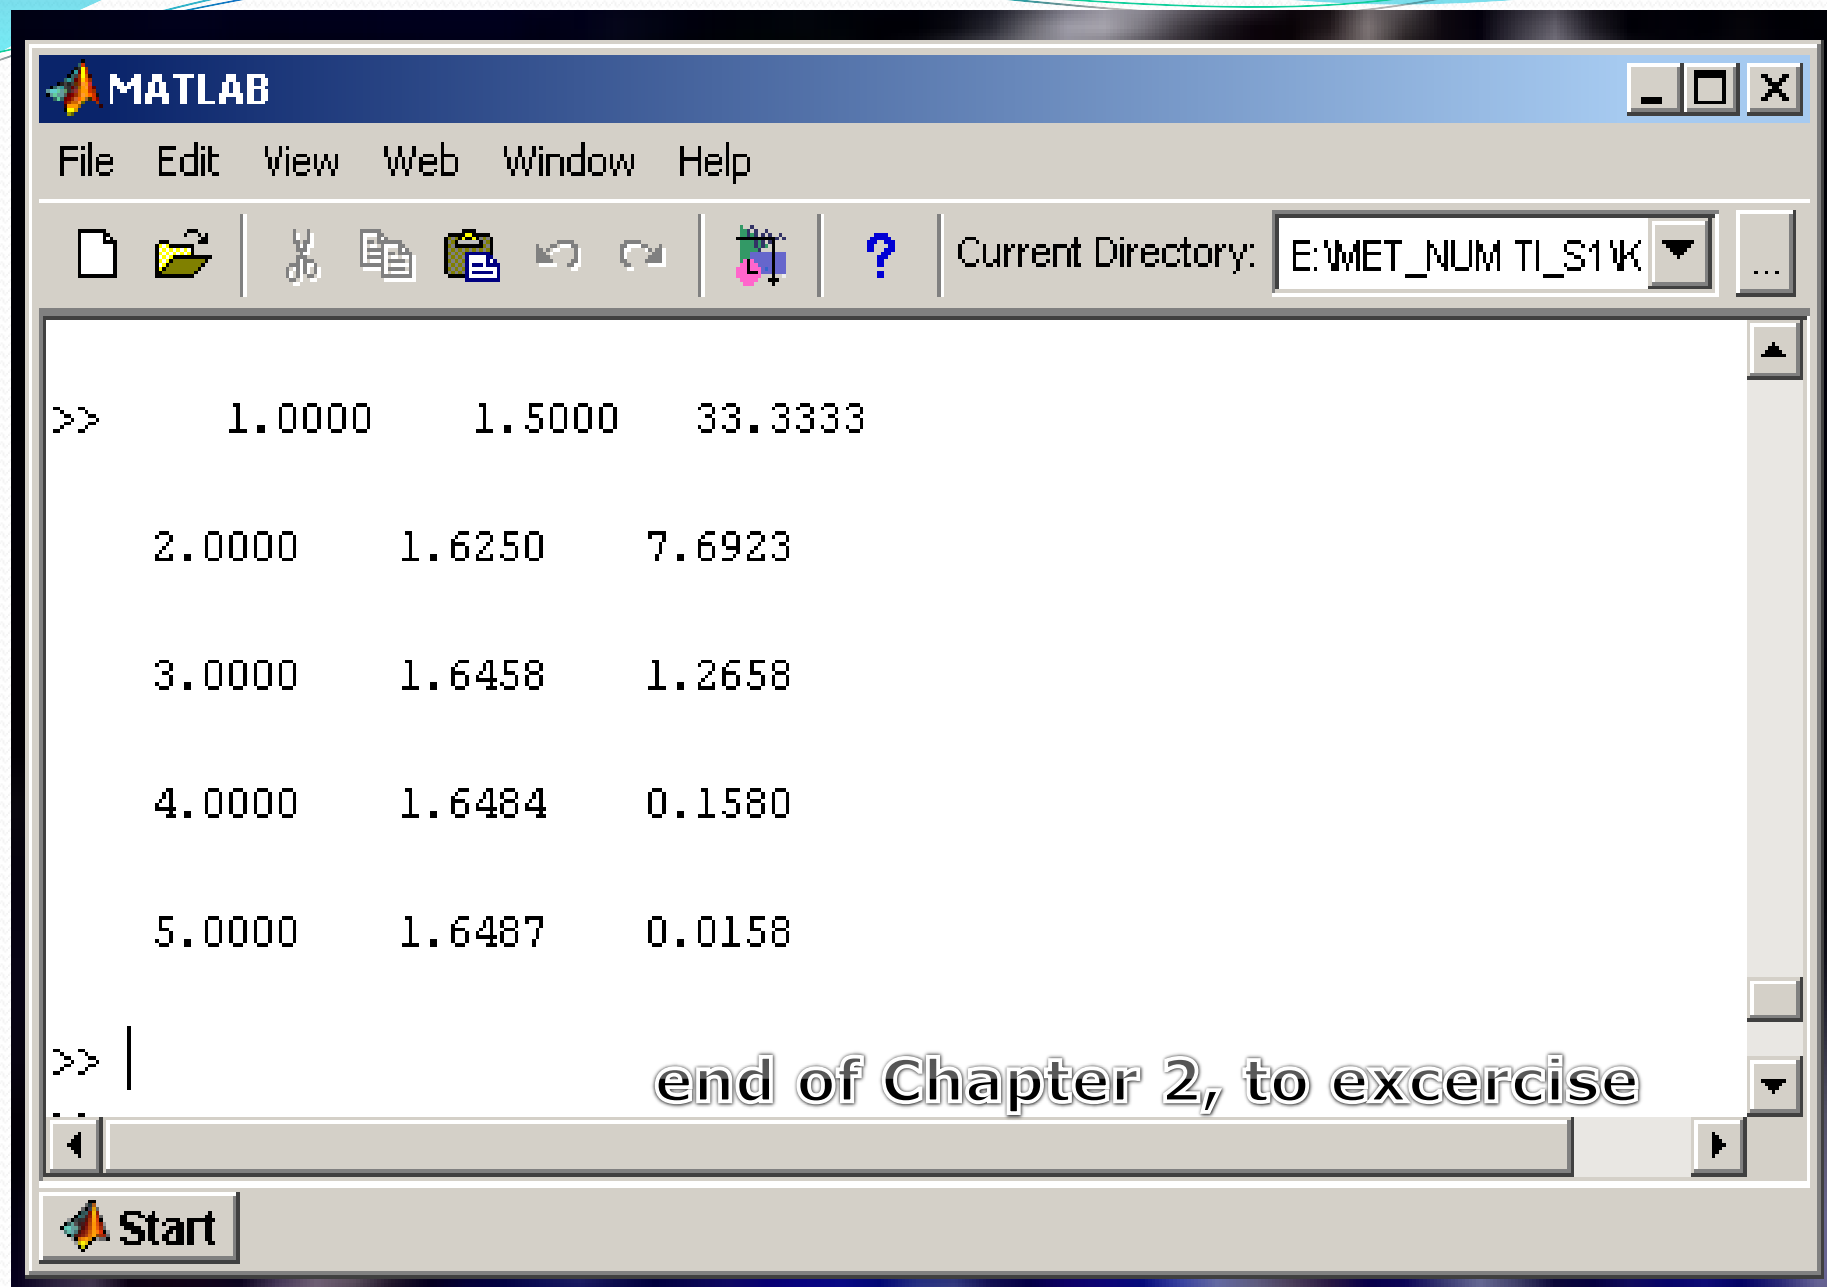 MATLAB
File Edit View Web Window Help
Current Directory: E:\MET_NUM TI_S1\K ...
>> 1.0000 1.5000 33.3333
2.0000 1.6250 7.6923
3.0000 1.6458 1.2658
4.0000 1.6484 0.1580
5.0000 1.6487 0.0158
>>
end of Chapter 2, to excercise
Start